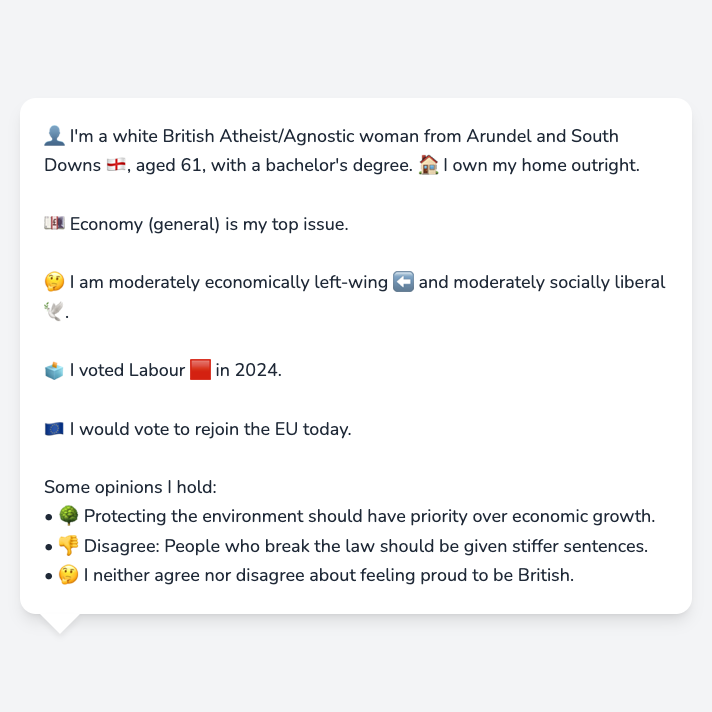 👤 I'm a white British Atheist/Agnostic woman from Arundel and South
Downs 🏴󠁧󠁢󠁥󠁮󠁧󠁿, aged 61, with a bachelor's degree. 🏠 I own my home outright.
💷 Economy (general) is my top issue.
🤔 I am moderately economically left-wing ⬅️ and moderately socially liberal
🕊️.
🗳️ I voted Labour 🟥 in 2024.
🇪🇺 I would vote to rejoin the EU today.
Some opinions I hold:
• 🌳 Protecting the environment should have priority over economic growth.
• 👎 Disagree: People who break the law should be given stiffer sentences.
• 🤔 I neither agree nor disagree about feeling proud to be British.